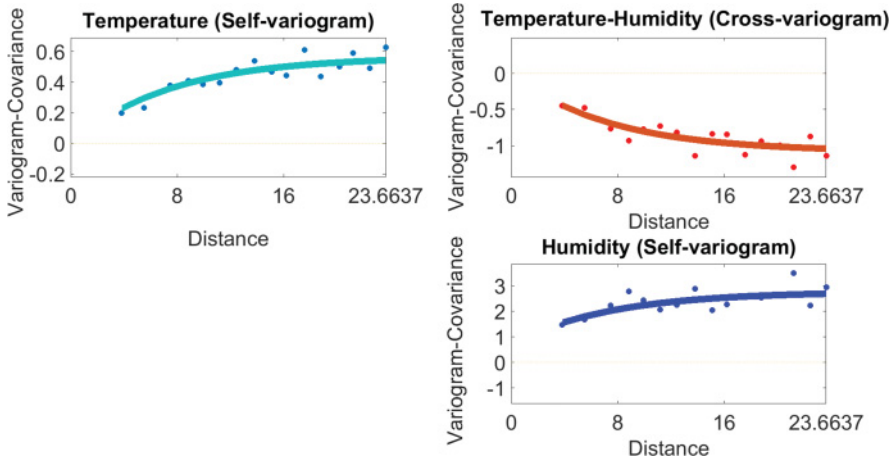 Temperature (Self-variogram)
Variogram-Covariance
0.6
0.4
0.2
0
-0.2
0 8 16 23.6637
Distance
Temperature-Humidity (Cross-variogram)
Variogram-Covariance
0
-0.5
-1
0 8 16 23.6637
Distance
Humidity (Self-variogram)
Variogram-Covariance
3
2
1
0
-1
0 8 16 23.6637
Distance